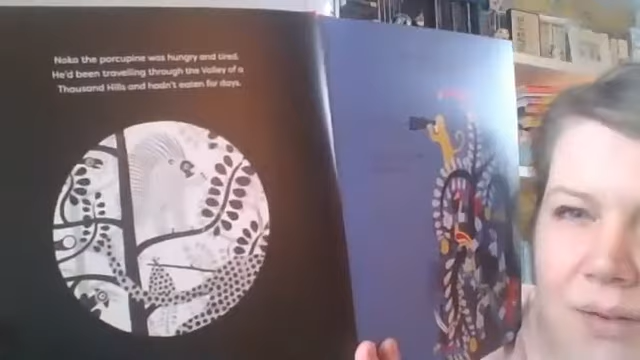 Noko the porcupine was hungry and tired.
He'd been travelling through the Valley of a
Thousand Hills and hadn't eaten for days.